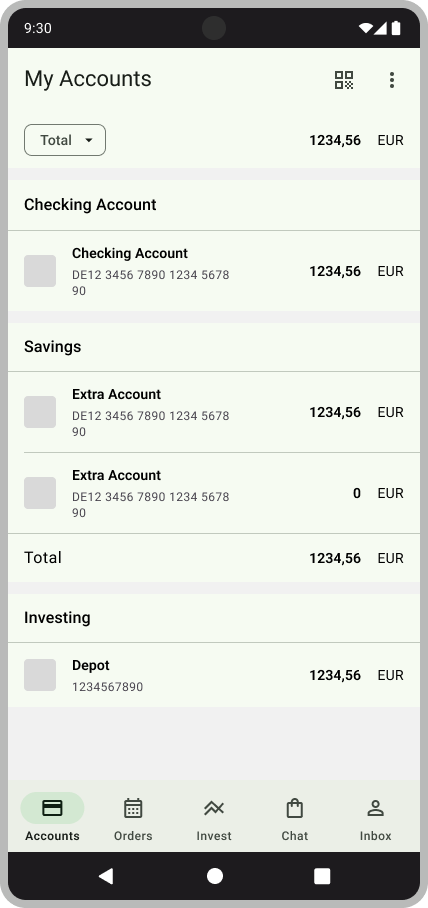 9:30
My Accounts
Total 1234,56 EUR
Checking Account
Checking Account
DE12 3456 7890 1234 5678
90
1234,56 EUR
Savings
Extra Account
DE12 3456 7890 1234 5678
90
1234,56 EUR
Extra Account
DE12 3456 7890 1234 5678
90
0 EUR
Total 1234,56 EUR
Investing
Depot
1234567890
1234,56 EUR
Accounts Orders Invest Chat Inbox